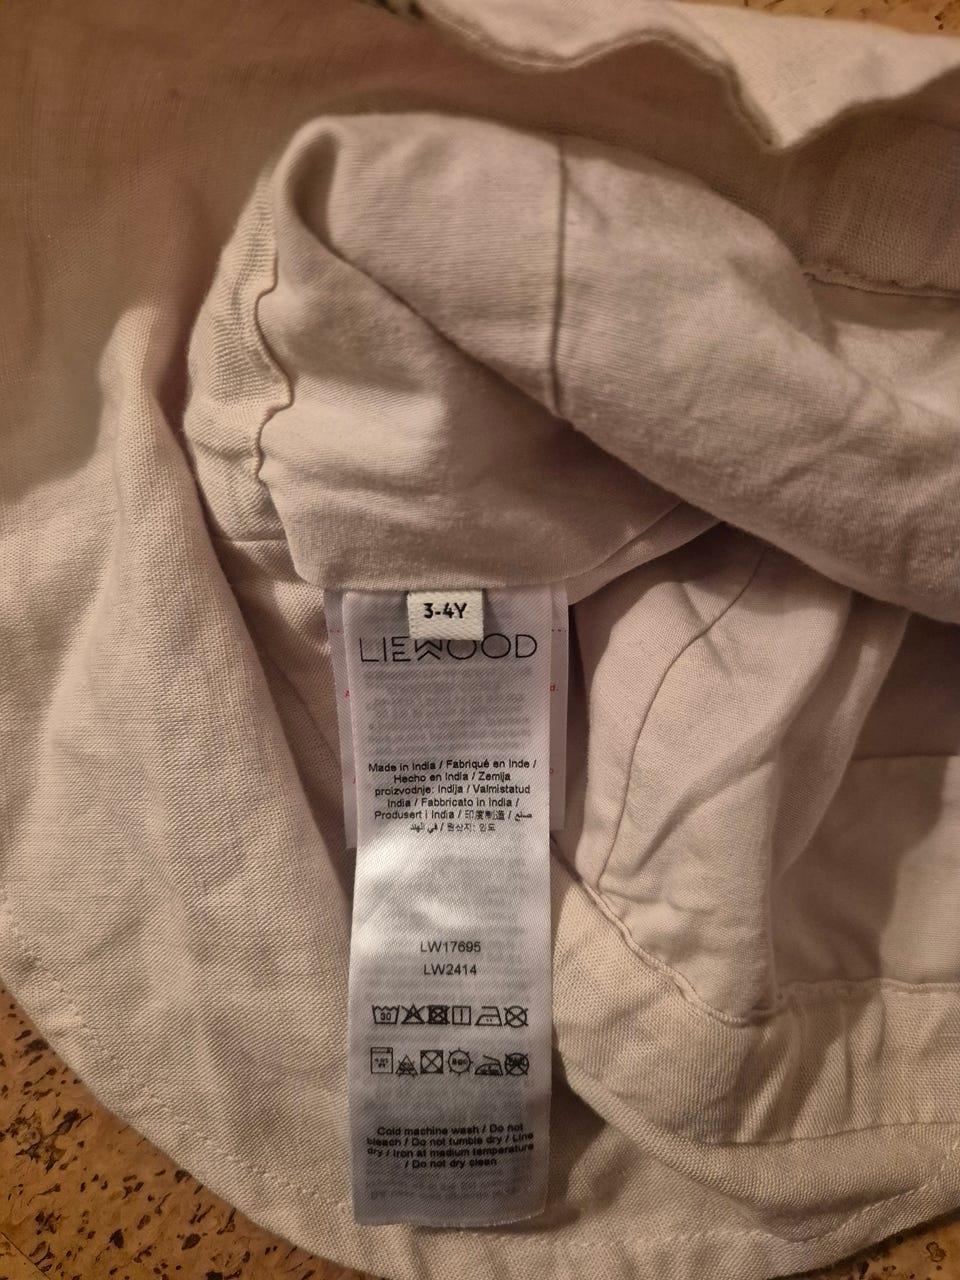 3-4Y
LIEWOOD
Made in India / Fabriqué en Inde /
Hecho en India / Zemlja
proizvodnje: Indija / Valmistatud
India / Fabbricato in India /
Produsert i India / 印度制造 / صنع
في الهند / 원산지: 인도
LW17695
LW2414
30
Cold machine wash / Do not
bleach / Do not tumble dry / Line
dry / Iron at medium temperature
/ Do not dry clean